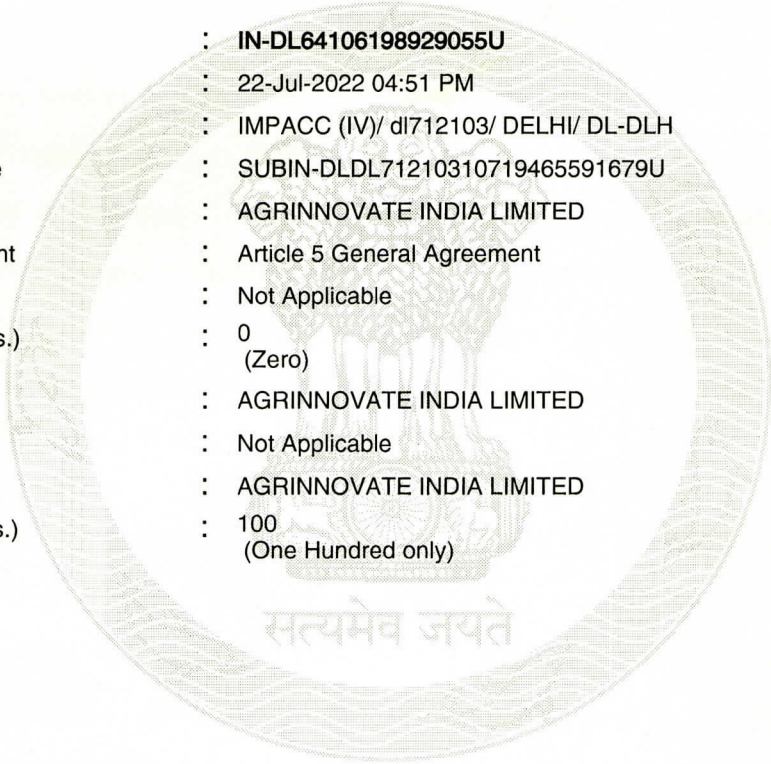 : IN-DL64106198929055U
: 22-Jul-2022 04:51 PM
: IMPACC (IV)/ dl712103/ DELHI/ DL-DLH
e : SUBIN-DLDL71210310719465591679U
: AGRINNOVATE INDIA LIMITED
nt : Article 5 General Agreement
: Not Applicable
s.) : 0
(Zero)
: AGRINNOVATE INDIA LIMITED
: Not Applicable
: AGRINNOVATE INDIA LIMITED
s.) : 100
(One Hundred only)
सत्यमेव जयते